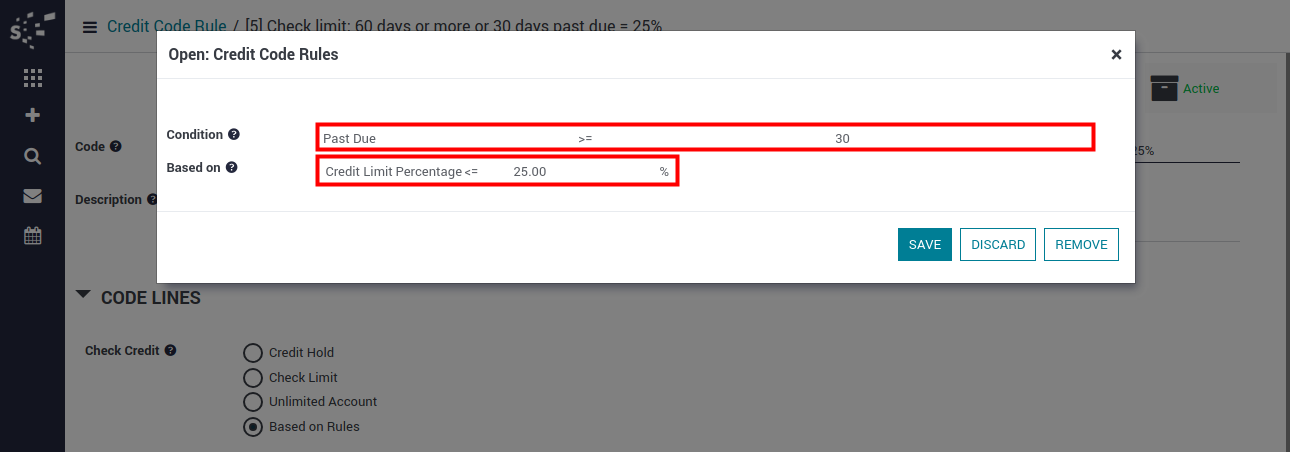 Credit Code Rule / [5] Check limit: 60 days or more or 30 days past due = 25%
Open: Credit Code Rules ×
Active
Condition ? Past Due >= 30
Code ? 25%
Based on ? Credit Limit Percentage <= 25.00 %
Description ?
SAVE DISCARD REMOVE
CODE LINES
Check Credit ? Credit Hold
Check Limit
Unlimited Account
Based on Rules